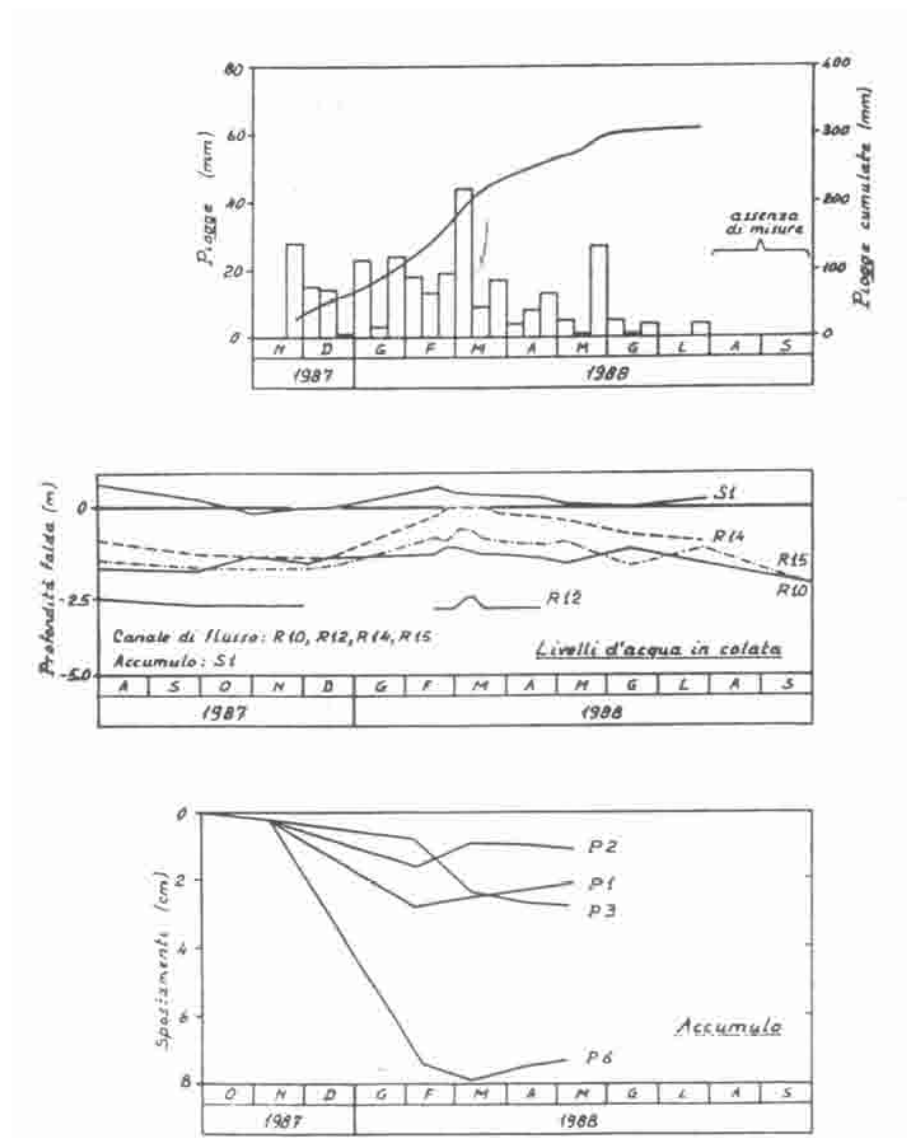 80
60
40
20
0
Piogge (mm)
400
300
200
100
0
Piogge cumulate (mm)
assenza
di misure
N D G F M A M G L A S
1987 1988
Profondità falda (m)
0
-2.5
-5.0
S1
R14
R15
R10
R12
Canale di flusso: R10, R12, R14, R15
Accumulo: S1
Livelli d'acqua in colata
A S O N D G F M A M G L A S
1987 1988
Spostamenti (cm)
0
2
4
6
8
P2
P1
P3
P6
Accumulo
O N D G F M A M G L A S
1987 1988